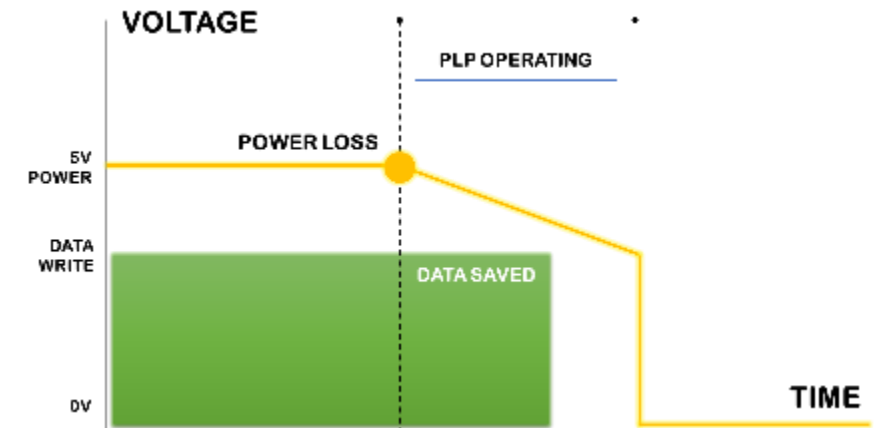 VOLTAGE
PLP OPERATING
POWER LOSS
5V
POWER
DATA
WRITE
DATA SAVED
0V
TIME